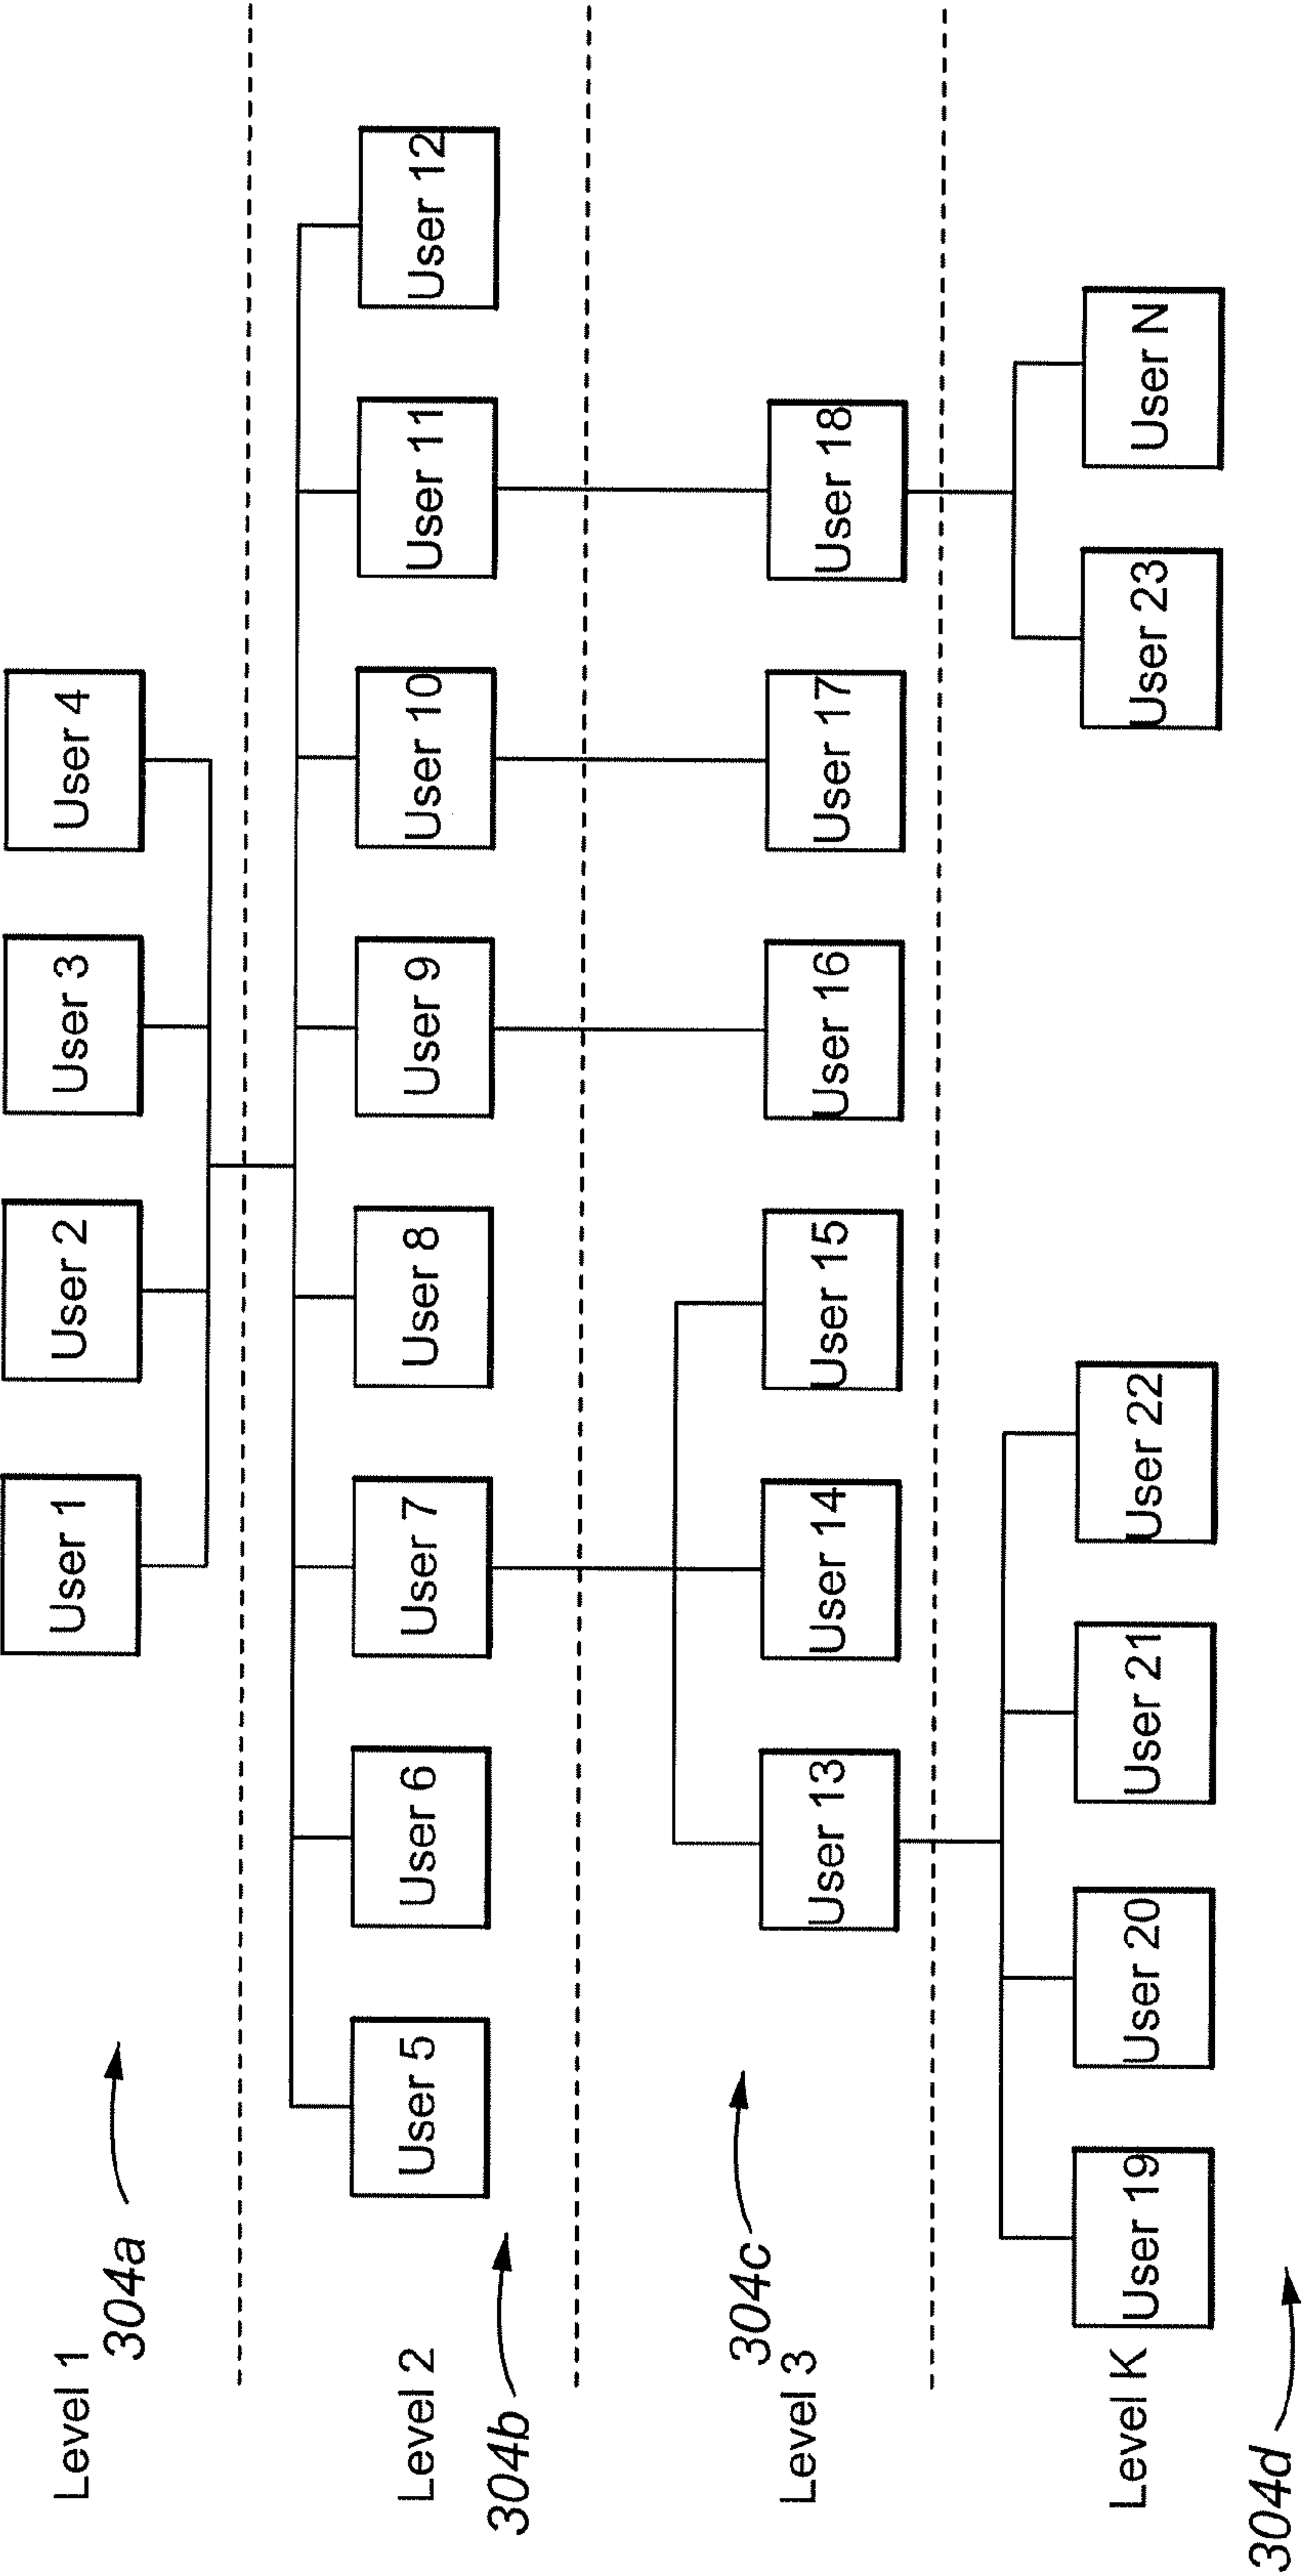 Level 1
304a
User 1
User 2
User 3
User 4
Level 2
304b
User 5
User 6
User 7
User 8
User 9
User 10
User 11
User 12
304c
Level 3
User 13
User 14
User 15
User 16
User 17
User 18
Level K
304d
User 19
User 20
User 21
User 22
User 23
User N